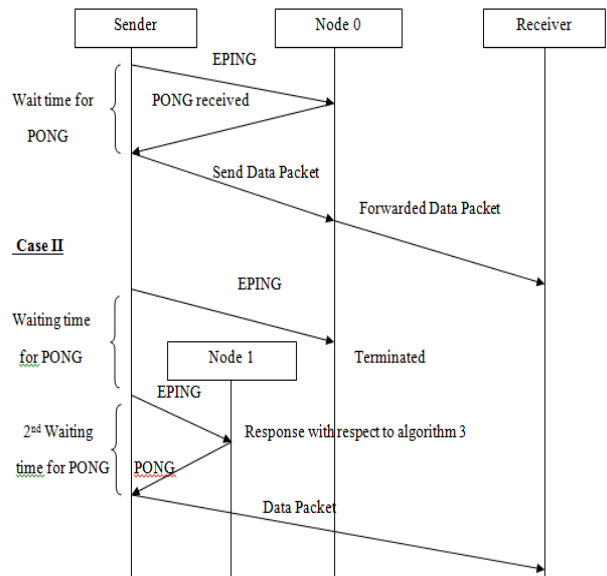 Sender
Node 0
Receiver
EPING
Wait time for
PONG
PONG received
Send Data Packet
Forwarded Data Packet
Case II
EPING
Waiting time
for PONG
Node 1
Terminated
EPING
2nd Waiting
time for PONG
Response with respect to algorithm 3
PONG
Data Packet